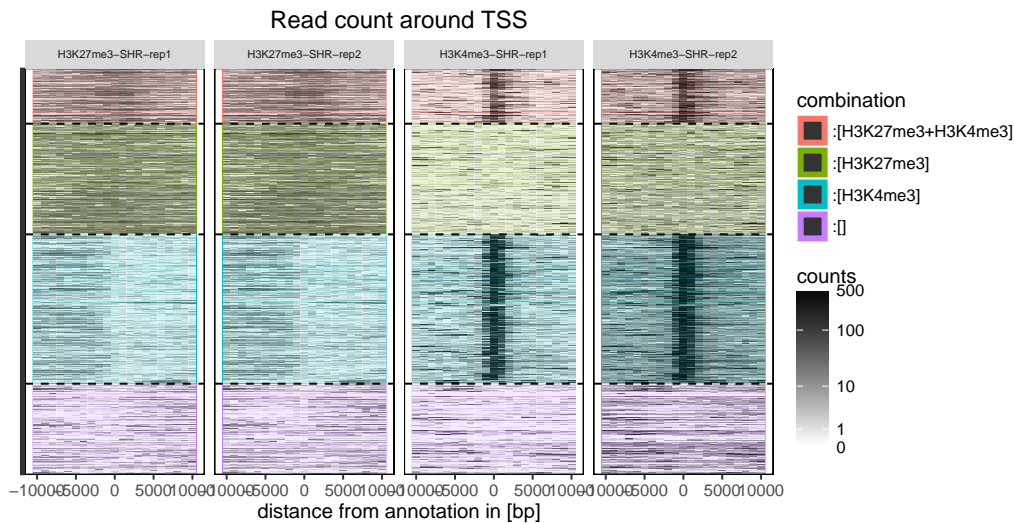 Read count around TSS
H3K27me3−SHR−rep1
H3K27me3−SHR−rep2
H3K4me3−SHR−rep1
H3K4me3−SHR−rep2
combination
:[H3K27me3+H3K4me3]
:[H3K27me3]
:[H3K4me3]
:[]
counts
500
100
10
1
0
−10000 −5000 0 5000 10000 −10000 −5000 0 5000 10000 −10000 −5000 0 5000 10000 −10000 −5000 0 5000 10000
distance from annotation in [bp]